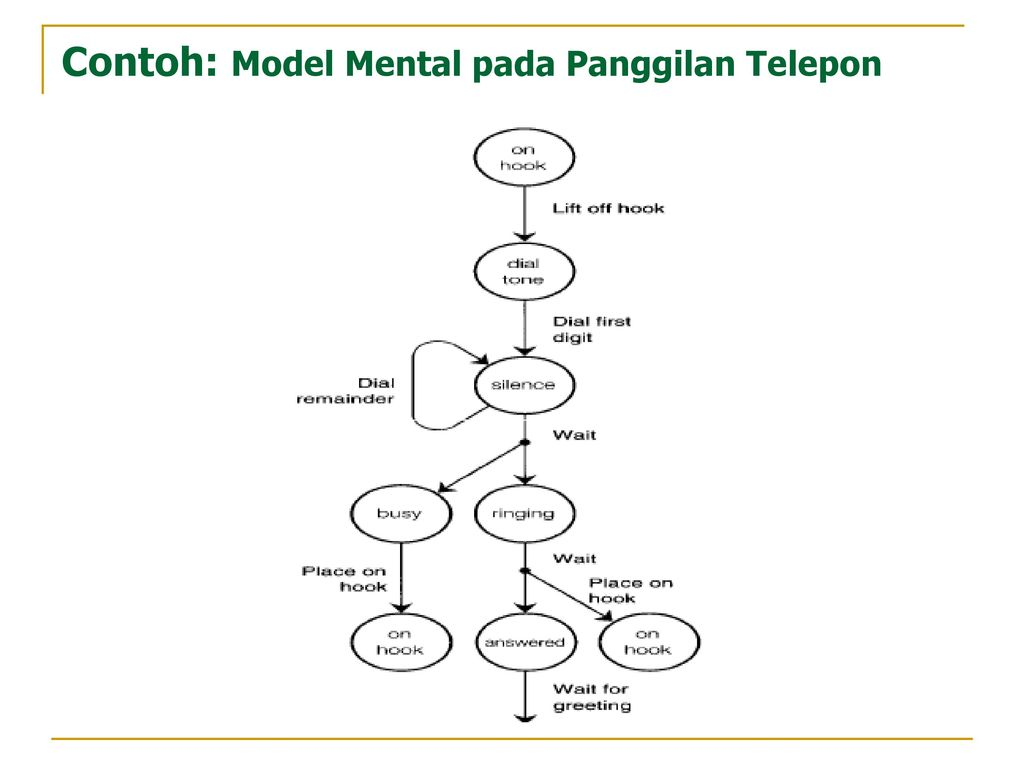 Contoh: Model Mental pada Panggilan Telepon
on
hook
Lift off hook
dial
tone
Dial first
digit
silence
Dial
remainder
Wait
busy
ringing
Wait
Place on
hook
Place on
hook
on
hook
answered
on
hook
Wait for
greeting